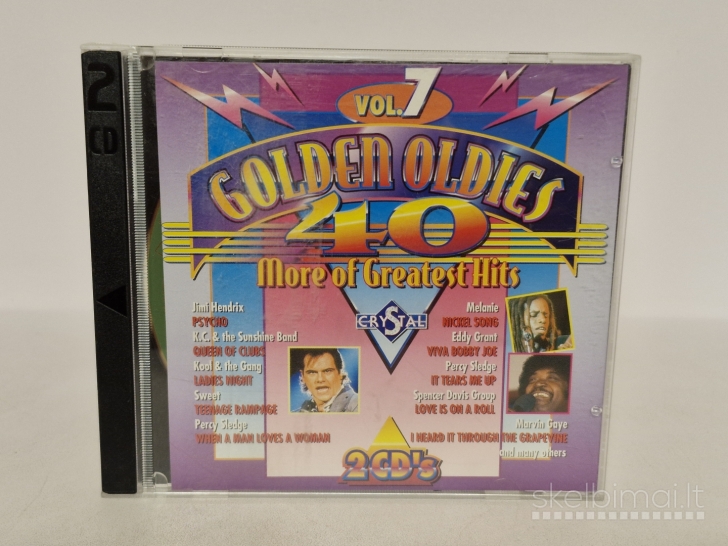 2 CD
VOL.7
GOLDEN OLDIES
40
More of Greatest Hits
CRYSTAL
Jimi Hendrix
PSYCHO
K.C. & the Sunshine Band
QUEEN OF CLUBS
Kool & the Gang
LADIES NIGHT
Sweet
TEENAGE RAMPAGE
Percy Sledge
WHEN A MAN LOVES A WOMAN
Melanie
NICKEL SONG
Eddy Grant
VIVA BOBBY JOE
Percy Sledge
IT TEARS ME UP
Spencer Davis Group
LOVE IS ON A ROLL
Marvin Gaye
I HEARD IT THROUGH THE GRAPEVINE
and many others
2 CD's
skelbimai.lt